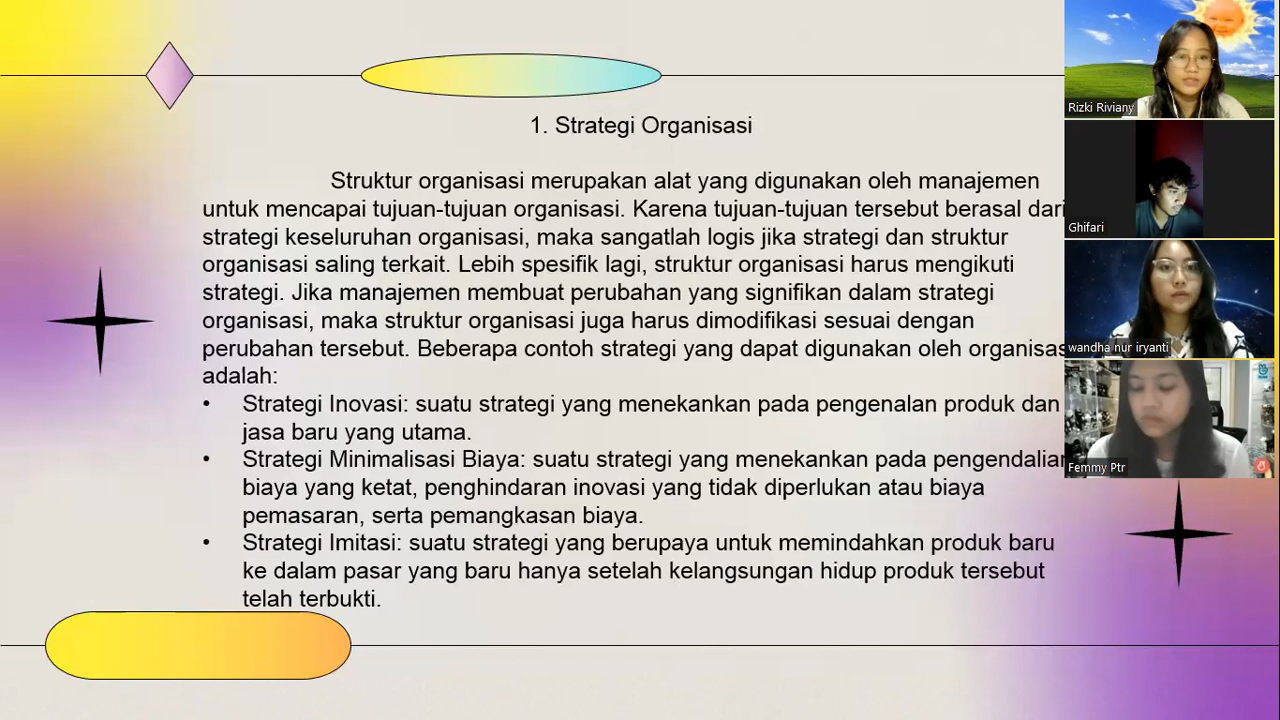 1. Strategi Organisasi
Struktur organisasi merupakan alat yang digunakan oleh manajemen
untuk mencapai tujuan-tujuan organisasi. Karena tujuan-tujuan tersebut berasal dari
strategi keseluruhan organisasi, maka sangatlah logis jika strategi dan struktur
organisasi saling terkait. Lebih spesifik lagi, struktur organisasi harus mengikuti
strategi. Jika manajemen membuat perubahan yang signifikan dalam strategi
organisasi, maka struktur organisasi juga harus dimodifikasi sesuai dengan
perubahan tersebut. Beberapa contoh strategi yang dapat digunakan oleh organisas
adalah:
• Strategi Inovasi: suatu strategi yang menekankan pada pengenalan produk dan
jasa baru yang utama.
• Strategi Minimalisasi Biaya: suatu strategi yang menekankan pada pengendalian
biaya yang ketat, penghindaran inovasi yang tidak diperlukan atau biaya
pemasaran, serta pemangkasan biaya.
• Strategi Imitasi: suatu strategi yang berupaya untuk memindahkan produk baru
ke dalam pasar yang baru hanya setelah kelangsungan hidup produk tersebut
telah terbukti.
Rizki Riviany
Ghifari
wandha nur iryanti
Femmy Ptr